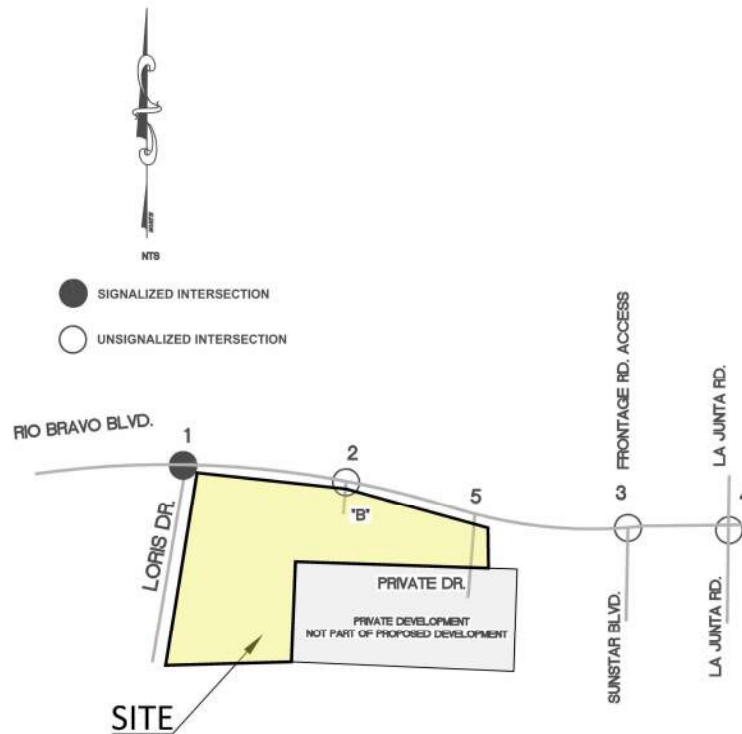 NTS
SIGNALIZED INTERSECTION
UNSIGNALIZED INTERSECTION
RIO BRAVO BLVD.
1
2
"B"
5
FRONTAGE RD. ACCESS
3
LA JUNTA RD.
LORIS DR.
PRIVATE DR.
PRIVATE DEVELOPMENT
NOT PART OF PROPOSED DEVELOPMENT
SUNSTAR BLVD.
LA JUNTA RD.
SITE